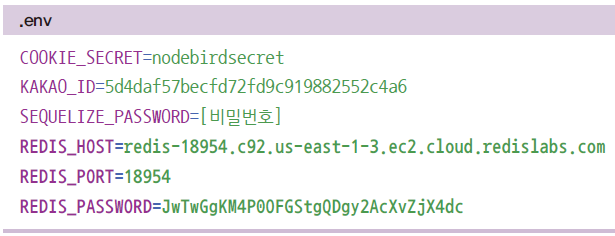 .env
COOKIE_SECRET=nodebirdsecret
KAKAO_ID=5d4daf57becfd72fd9c919882552c4a6
SEQUELIZE_PASSWORD=[비밀번호]
REDIS_HOST=redis-18954.c92.us-east-1-3.ec2.cloud.redislabs.com
REDIS_PORT=18954
REDIS_PASSWORD=JwTwGgKM4P0OFGStgQDgy2AcXvZjX4dc